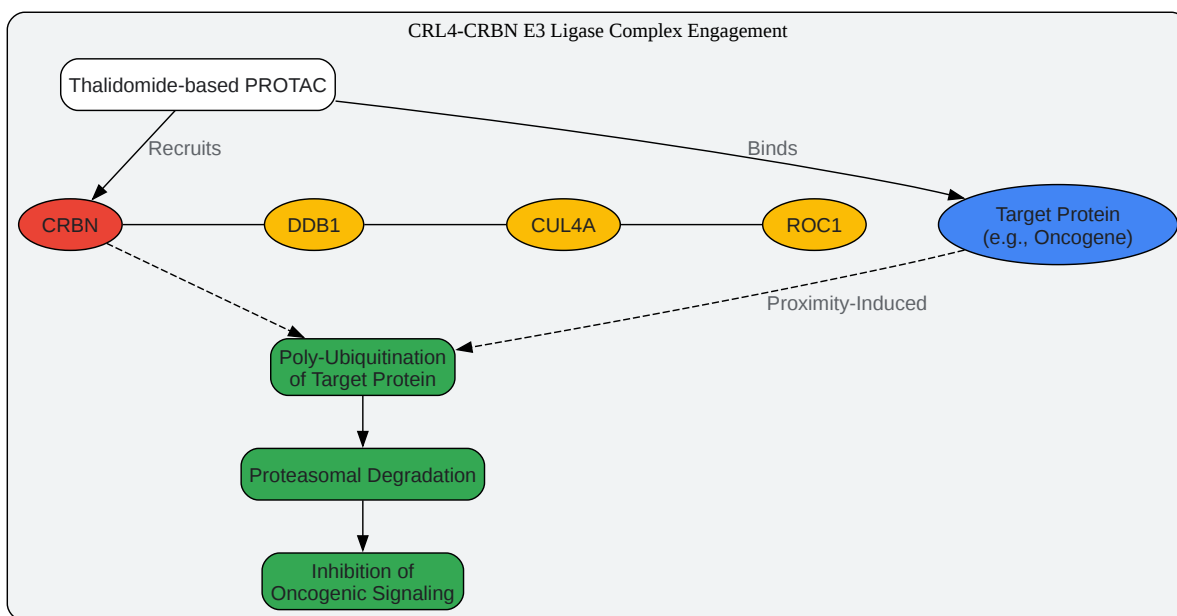 CRL4-CRBN E3 Ligase Complex Engagement
Thalidomide-based PROTAC
Recruits
Binds
CRBN
DDB1
CUL4A
ROC1
Target Protein
(e.g., Oncogene)
Proximity-Induced
Poly-Ubiquitination
of Target Protein
Proteasomal Degradation
Inhibition of
Oncogenic Signaling